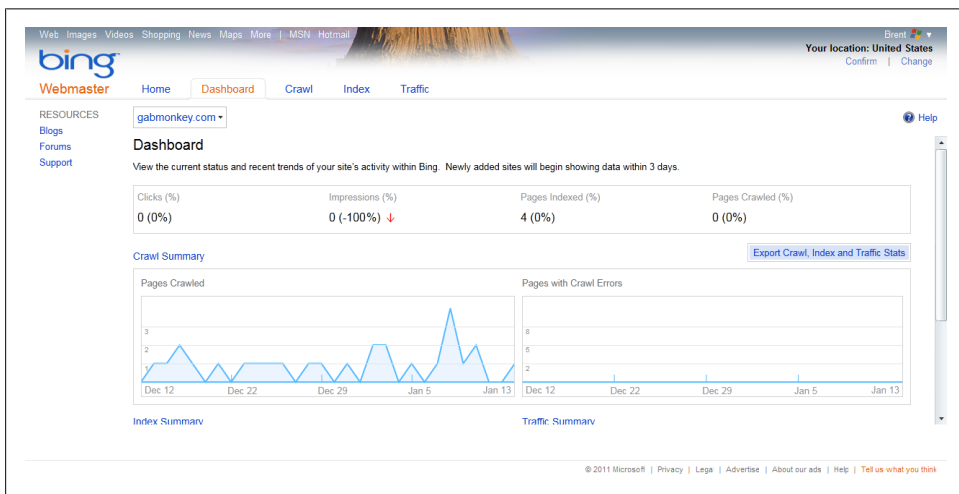 Web Images Videos Shopping News Maps More | MSN Hotmail
Brent
Your location: United States
Confirm | Change
bing
Webmaster
Home Dashboard Crawl Index Traffic
RESOURCES
Blogs
Forums
Support
gabmonkey.com
Help
Dashboard
View the current status and recent trends of your site's activity within Bing. Newly added sites will begin showing data within 3 days.
Clicks (%) Impressions (%) Pages Indexed (%) Pages Crawled (%)
0 (0%) 0 (-100%) 4 (0%) 0 (0%)
Crawl Summary
Export Crawl, Index and Traffic Stats
Pages Crawled
3
2
1
Dec 12 Dec 22 Dec 29 Jan 5 Jan 13
Pages with Crawl Errors
8
5
2
Dec 12 Dec 22 Dec 29 Jan 5 Jan 13
Index Summary
Traffic Summary
© 2011 Microsoft | Privacy | Lega | Advertise | About our ads | Help | Tell us what you think